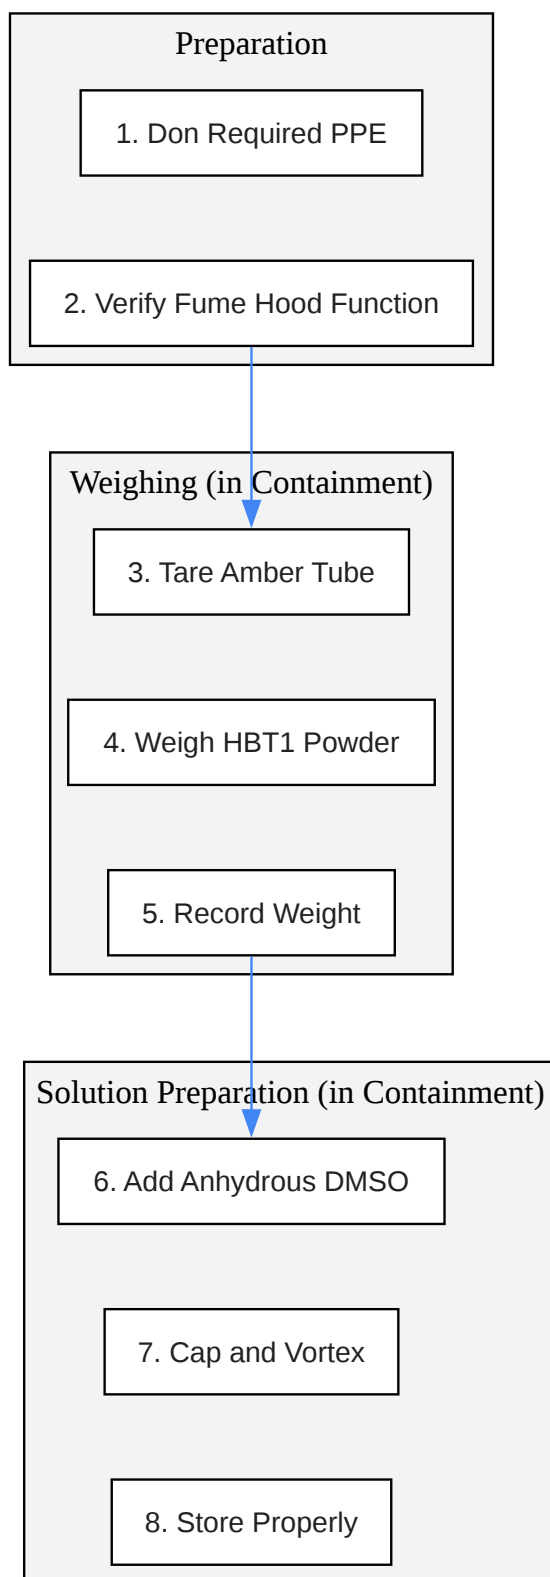 Preparation
1. Don Required PPE
2. Verify Fume Hood Function
Weighing (in Containment)
3. Tare Amber Tube
4. Weigh HBT1 Powder
5. Record Weight
Solution Preparation (in Containment)
6. Add Anhydrous DMSO
7. Cap and Vortex
8. Store Properly